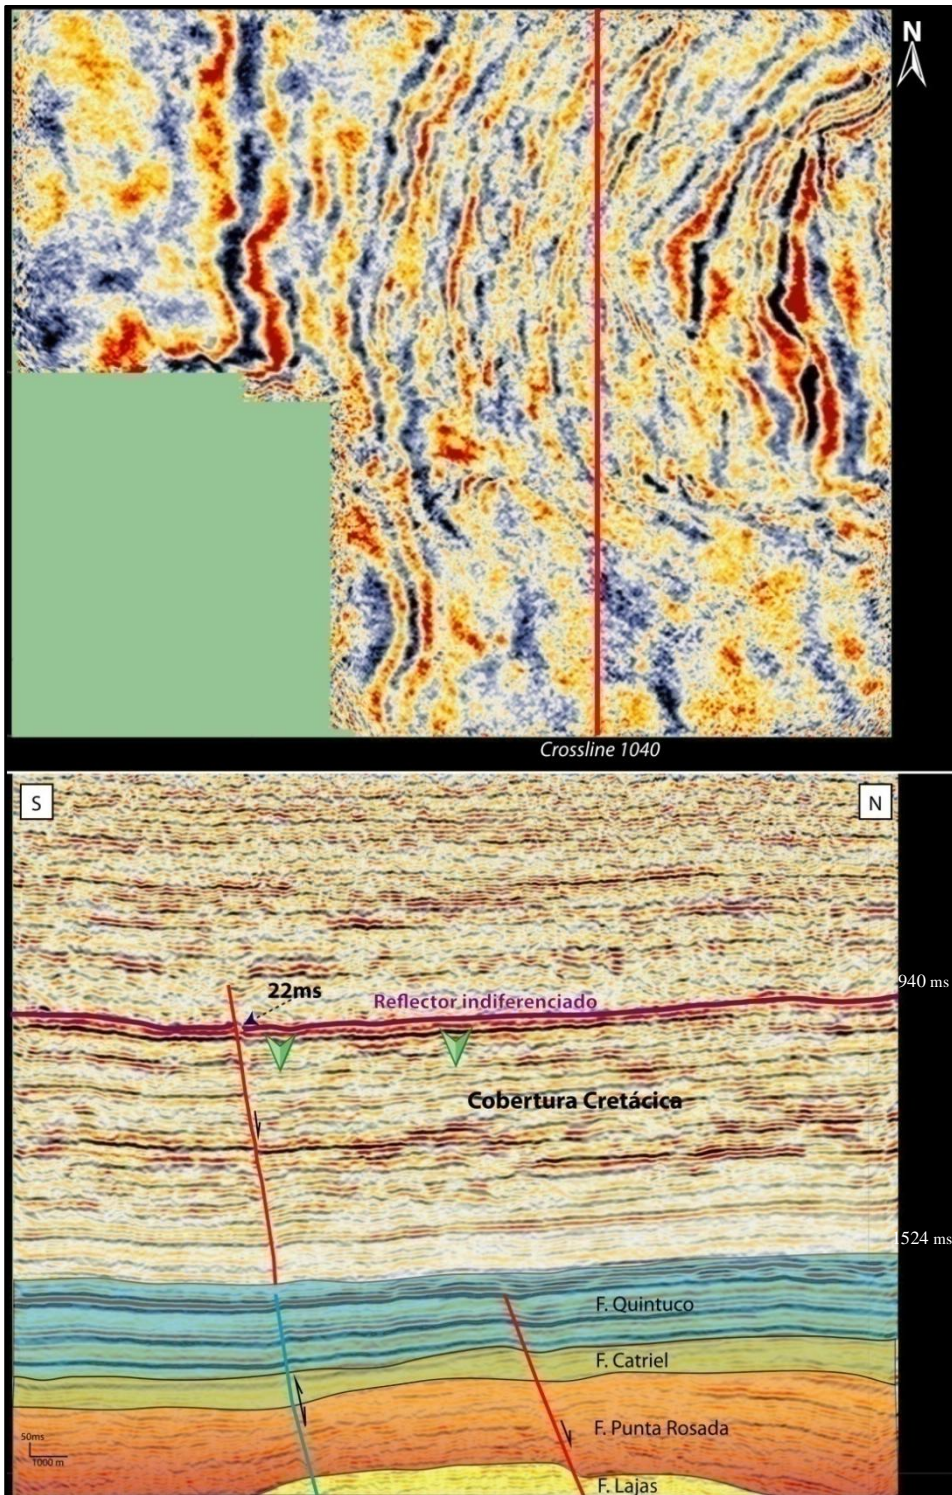 N
Crossline 1040
S
N
940 ms
22ms
Reflector indiferenciado
Cobertura Cretácica
524 ms
F. Quintuco
F. Catriel
F. Punta Rosada
50ms
1000 m
F. Lajas